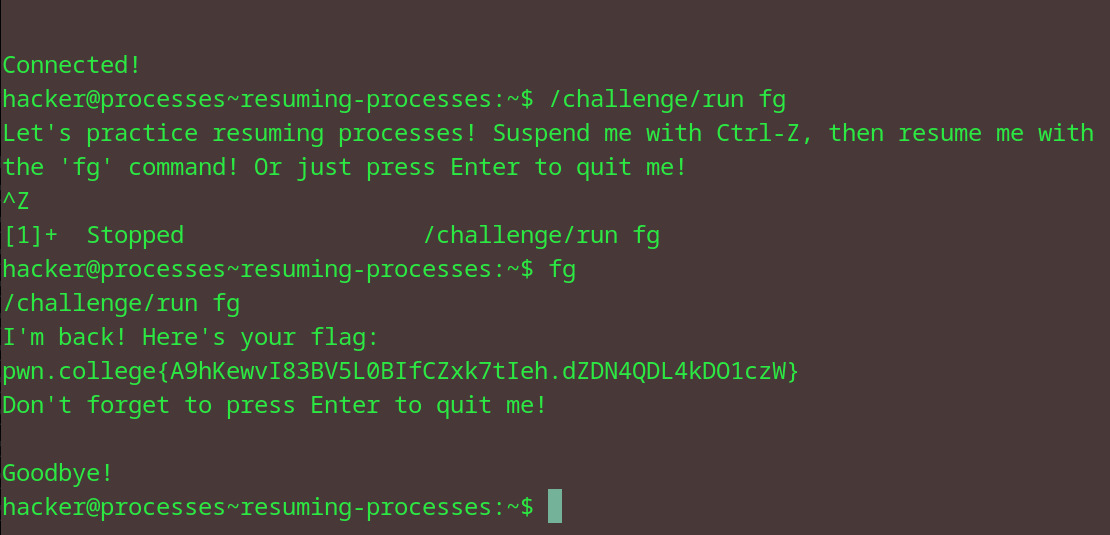 Connected!
hacker@processes~resuming-processes:~$ /challenge/run fg
Let's practice resuming processes! Suspend me with Ctrl-Z, then resume me with
the 'fg' command! Or just press Enter to quit me!
^Z
[1]+  Stopped                 /challenge/run fg
hacker@processes~resuming-processes:~$ fg
/challenge/run fg
I'm back! Here's your flag:
pwn.college{A9hKewvI83BV5L0BIfCZxk7tIeh.dZDN4QDL4kDO1czW}
Don't forget to press Enter to quit me!
Goodbye!
hacker@processes~resuming-processes:~$